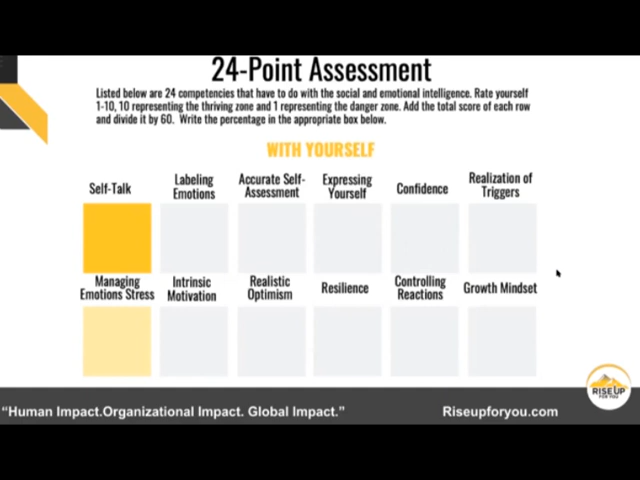 24-Point Assessment
Listed below are 24 competencies that have to do with the social and emotional intelligence. Rate yourself
1-10, 10 representing the thriving zone and 1 representing the danger zone. Add the total score of each row
and divide it by 60. Write the percentage in the appropriate box below.
WITH YOURSELF
Self-Talk
Labeling
Emotions
Accurate Self-
Assessment
Expressing
Yourself
Confidence
Realization of
Triggers
Managing
Emotions Stress
Intrinsic
Motivation
Realistic
Optimism
Resilience
Controlling
Reactions
Growth Mindset
RISE UP
FOR YOU
“Human Impact.Organizational Impact. Global Impact.”
Riseupforyou.com